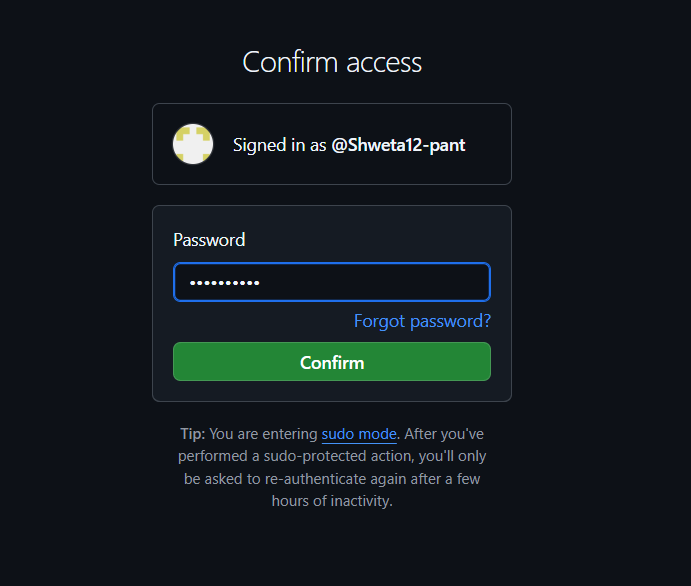 Confirm access
Signed in as @Shweta12-pant
Password
••••••••••
Forgot password?
Confirm
Tip: You are entering sudo mode. After you've
performed a sudo-protected action, you'll only
be asked to re-authenticate again after a few
hours of inactivity.